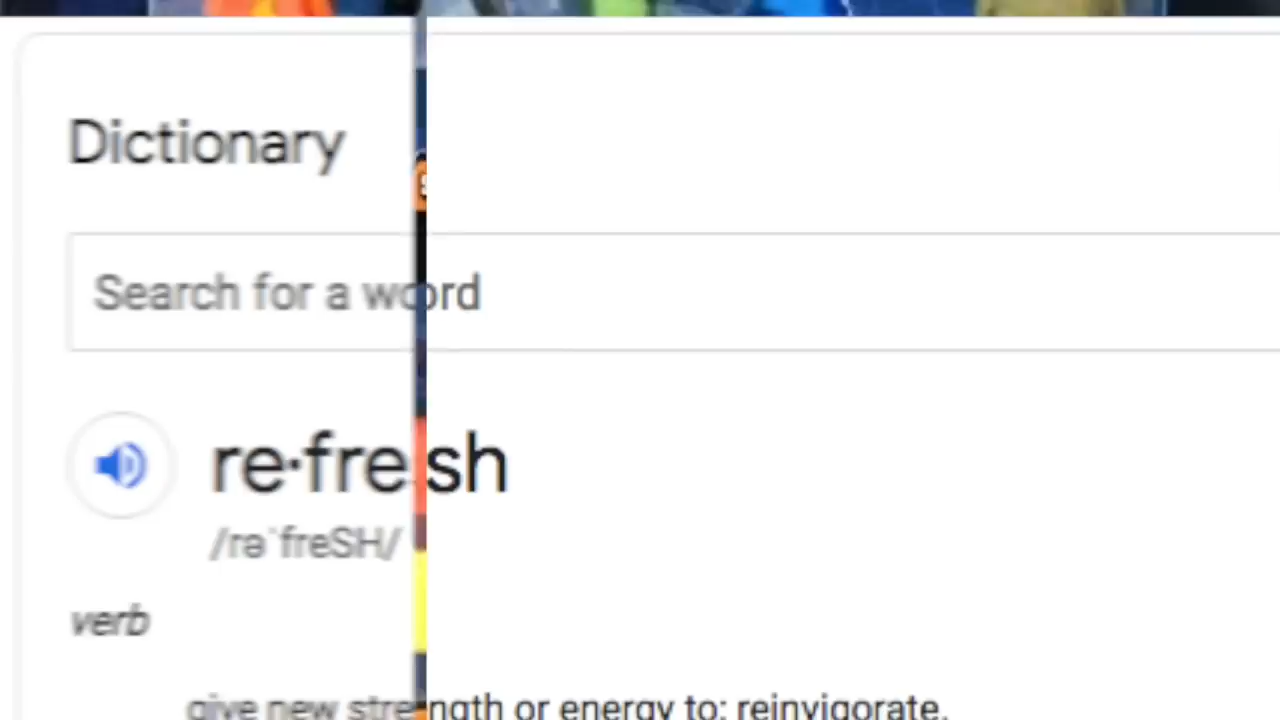 Dictionary
Search for a word
re·fresh
/rəˈfreSH/
verb
give new strength or energy to; reinvigorate.